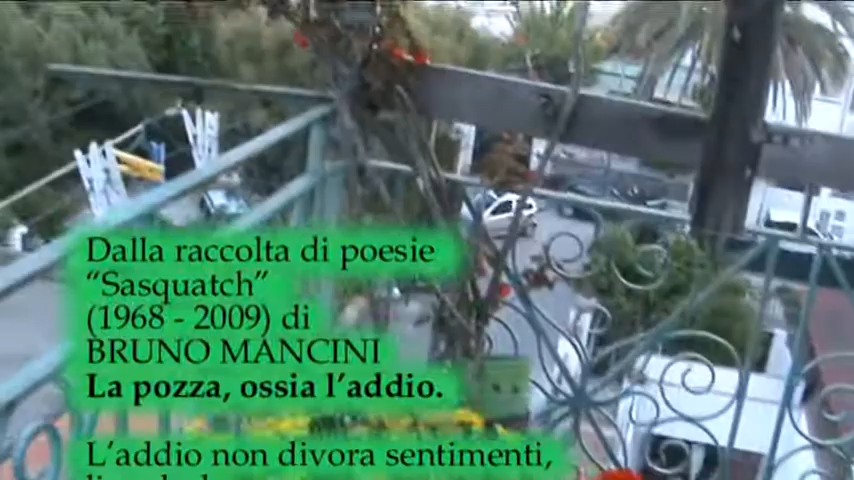 Dalla raccolta di poesie
“Sasquatch”
(1968 - 2009) di
BRUNO MANCINI
La pozza, ossia l’addio.
L’addio non divora sentimenti,